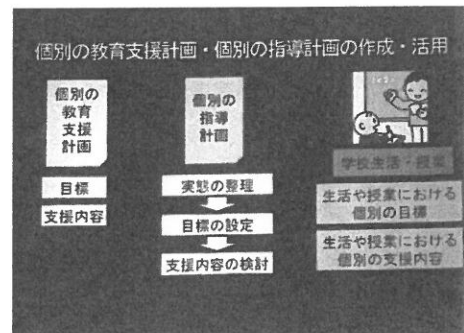 個別の教育支援計画・個別の指導計画の作成・活用
個別の
教育
支援
計画
目標
支援内容
個別の
指導
計画
実態の整理
目標の設定
支援内容の検討
学校生活・授業
生活や授業における
個別の目標
生活や授業における
個別の支援内容